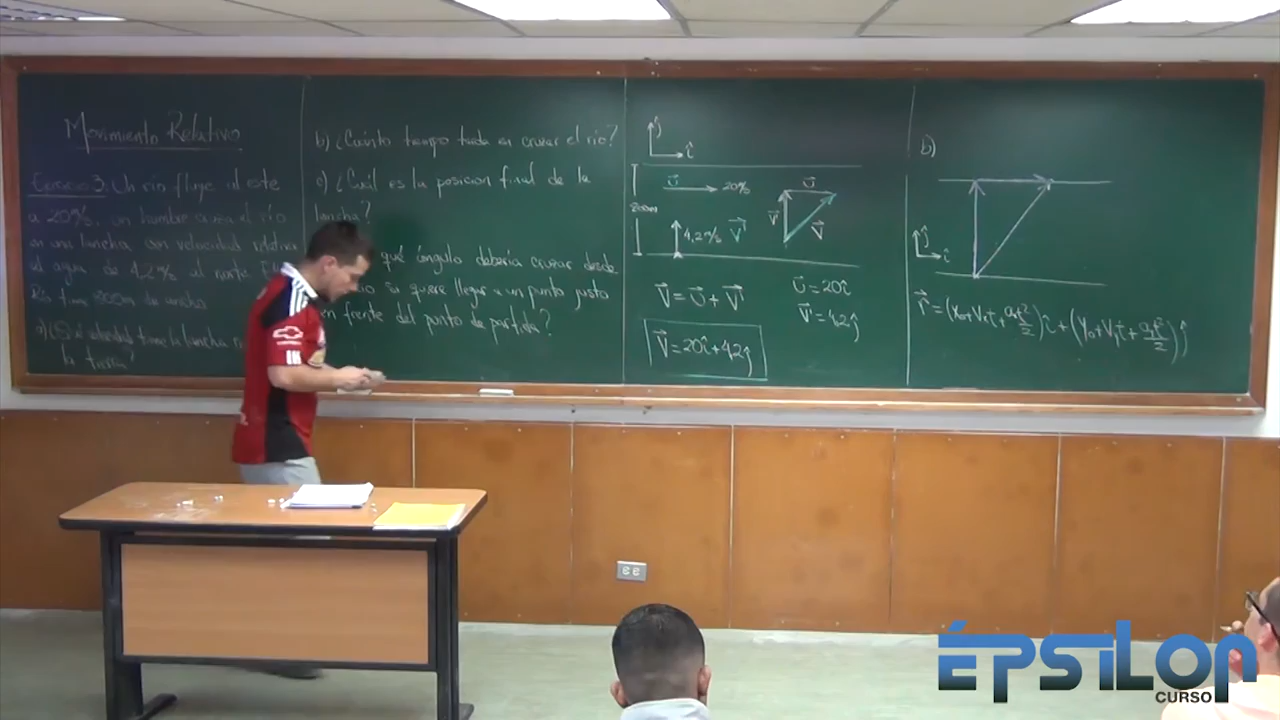 Movimiento Relativo
Ejercicio 3: Un río fluye al este
a 20m/s, un hombre cruza el río
en una lancha con velocidad relativa
al agua de 4,2m/s al norte
Río 800m de ancho
velocidad tiene la lancha
la tierra?
b) ¿Cuánto tiempo tarda en cruzar el río?
c) ¿Cuál es la posición final de la
lancha?
qué ángulo debería cruzar desde
si quiere llegar a un punto justo
en frente del punto de partida?
ĵ
î
U⃗ 20m/s
800m
4,2m/s V⃗'
U⃗
V⃗'
V⃗
V⃗ = U⃗ + V⃗'
U⃗ = 20î
V⃗' = 4,2ĵ
V⃗ = 20î + 4,2ĵ
b)
ĵ
î
r⃗ = (x₀ + Vₓt + aₓt²/2)î + (y₀ + Vᵧt + aᵧt²/2)ĵ
ÉPSILON
CURSO